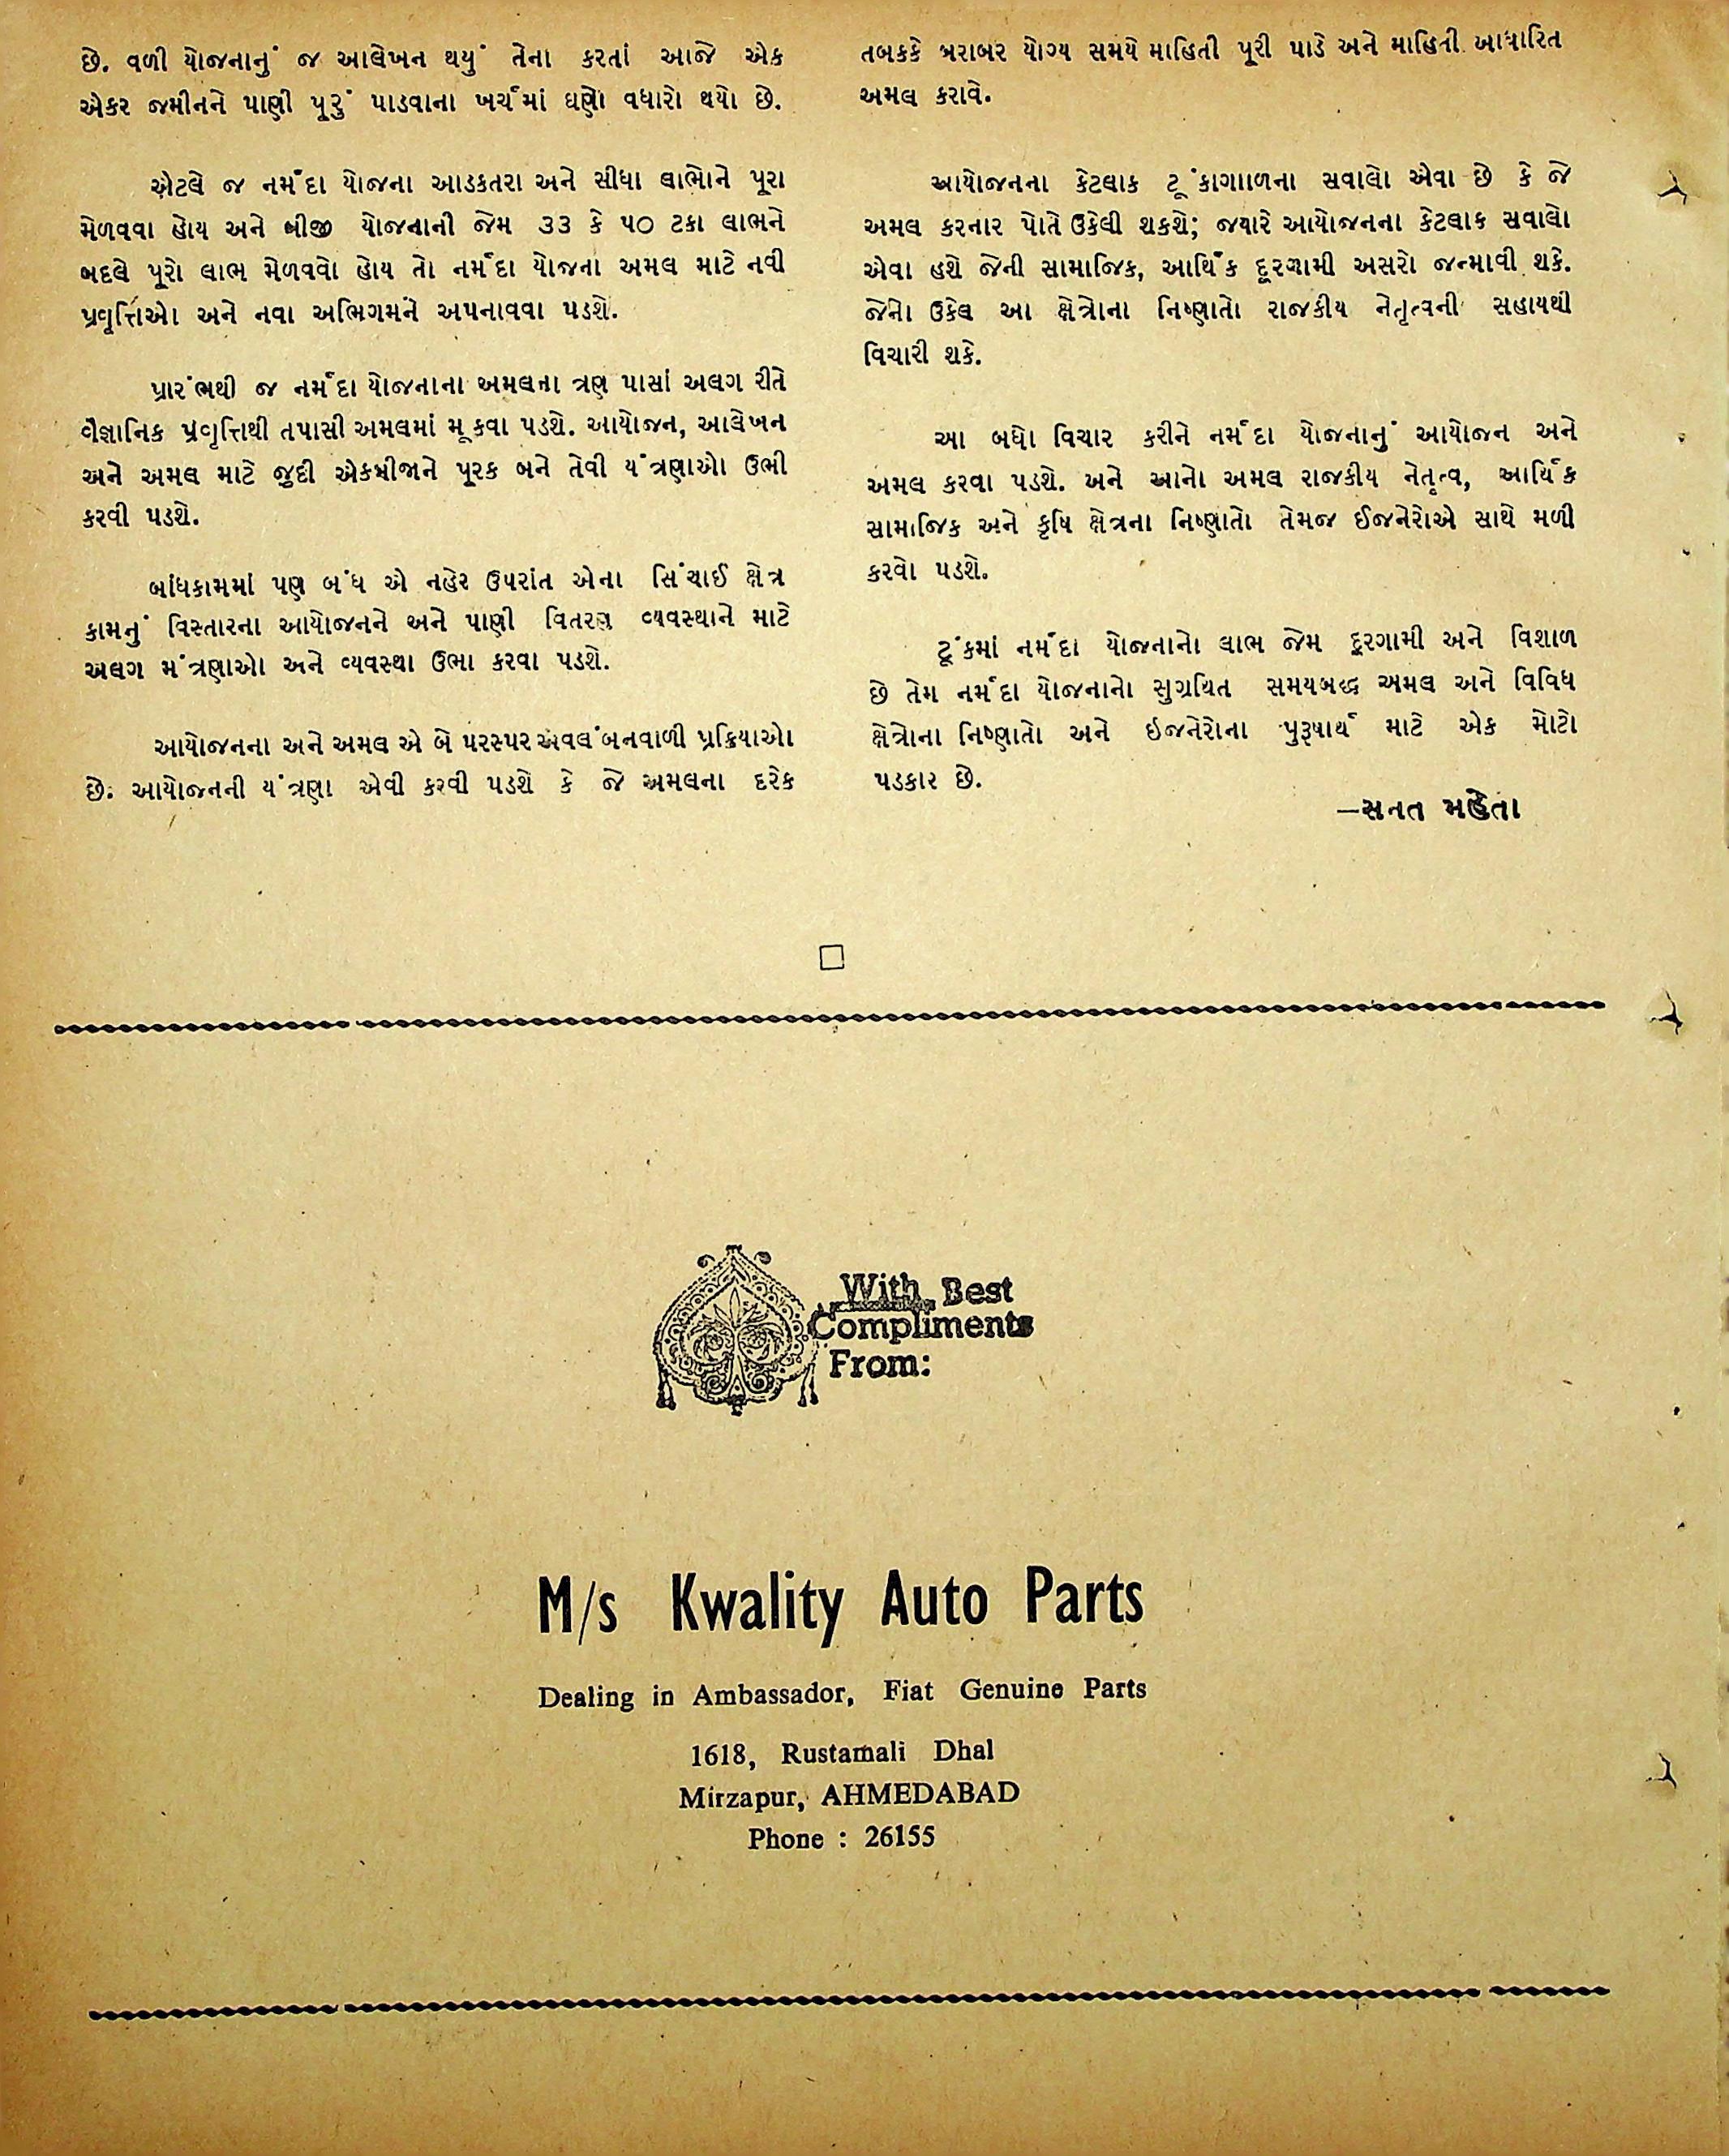 છે. વળી યોજનાનું જ આલેખન થયું તેના કરતાં આજે એક
એકર જમીનને પાણી પૂરું પાડવાના ખર્ચમાં ઘણો વધારો થયો છે.
એટલે જ નર્મદા યોજના આડકતરા અને સીધા લાભોને પૂરા
મેળવવા હોય અને બીજી યોજનાની જેમ ૩૩ કે ૫૦ ટકા લાભને
બદલે પૂરો લાભ મેળવવો હોય તો નર્મદા યોજના અમલ માટે નવી
પ્રવૃત્તિઓ અને નવા અભિગમને અપનાવવા પડશે.
પ્રારંભથી જ નર્મદા યોજનાના અમલના ત્રણ પાસાં અલગ રીતે
વૈજ્ઞાનિક પ્રવૃત્તિથી તપાસી અમલમાં મૂકવા પડશે. આયોજન, આલેખન
અને અમલ માટે જુદી એકબીજાને પૂરક બને તેવી યંત્રણાઓ ઉભી
કરવી પડશે.
બાંધકામમાં પણ બંધ એ નહેર ઉપરાંત એના સિંચાઈ ક્ષેત્ર
કામનું વિસ્તારના આયોજનને અને પાણી વિતરણ વ્યવસ્થાને માટે
અલગ મંત્રણાઓ અને વ્યવસ્થા ઉભા કરવા પડશે.
આયોજનના અને અમલ એ બે પરસ્પર અવલંબનવાળી પ્રક્રિયાઓ
છે. આયોજનની યંત્રણા એવી કરવી પડશે કે જે અમલના દરેક
તબકકે બરાબર યોગ્ય સમયે માહિતી પૂરી પાડે અને માહિતી આધારિત
અમલ કરાવે.
આયોજનના કેટલાક ટૂંકાગાળાના સવાલો એવા છે કે જે
અમલ કરનાર પોતે ઉકેલી શકશે; જયારે આયોજનના કેટલાક સવાલો
એવા હશે જેની સામાજિક, આર્થિક દૂરગામી અસરો જન્માવી શકે.
જેનો ઉકેલ આ ક્ષેત્રોના નિષ્ણાતો રાજકીય નેતૃત્વની સહાયથી
વિચારી શકે.
આ બધો વિચાર કરીને નર્મદા યોજનાનું આયોજન અને
અમલ કરવા પડશે. અને આનો અમલ રાજકીય નેતૃત્વ, આર્થિક
સામાજિક અને કૃષિ ક્ષેત્રના નિષ્ણાતો તેમજ ઈજનેરોએ સાથે મળી
કરવો પડશે.
ટૂંકમાં નર્મદા યોજનાનો લાભ જેમ દૂરગામી અને વિશાળ
છે તેમ નર્મદા યોજનાનો સુગ્રથિત સમયબદ્ધ અમલ અને વિવિધ
ક્ષેત્રોના નિષ્ણાતો અને ઇજનેરોના પુરૂષાર્થ માટે એક મોટો
પડકાર છે.
—સનત મહેતા
With Best
Compliments
From:
M/s Kwality Auto Parts
Dealing in Ambassador, Fiat Genuine Parts
1618, Rustamali Dhal
Mirzapur, AHMEDABAD
Phone : 26155